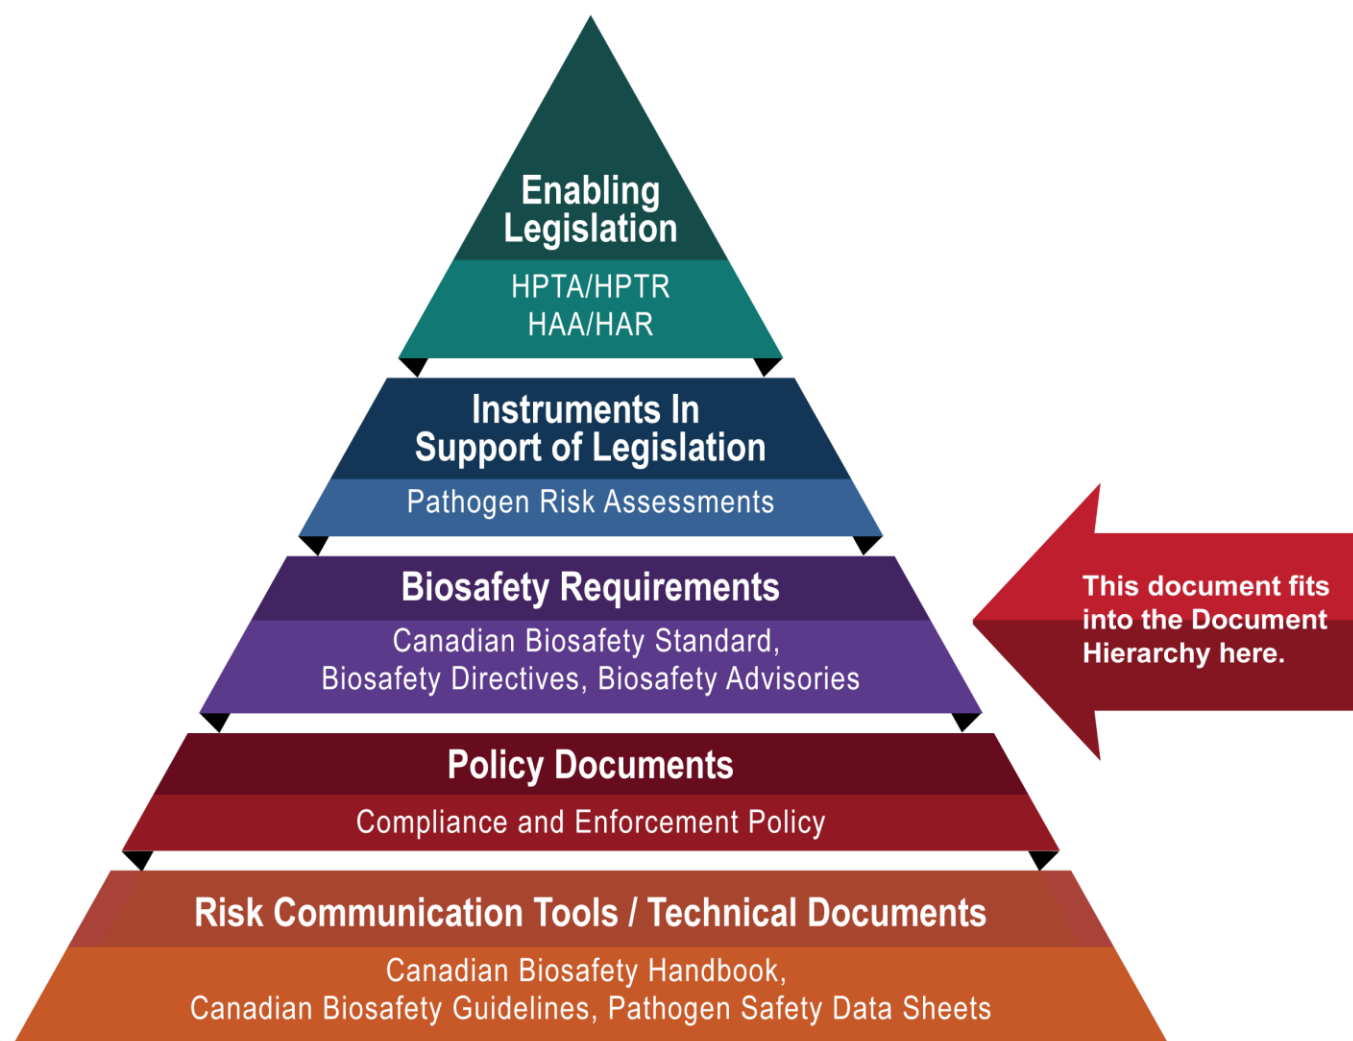 Enabling
Legislation
HPTA/HPTR
HAA/HAR
Instruments In
Support of Legislation
Pathogen Risk Assessments
Biosafety Requirements
Canadian Biosafety Standard,
Biosafety Directives, Biosafety Advisories
This document fits
into the Document
Hierarchy here.
Policy Documents
Compliance and Enforcement Policy
Risk Communication Tools / Technical Documents
Canadian Biosafety Handbook,
Canadian Biosafety Guidelines, Pathogen Safety Data Sheets